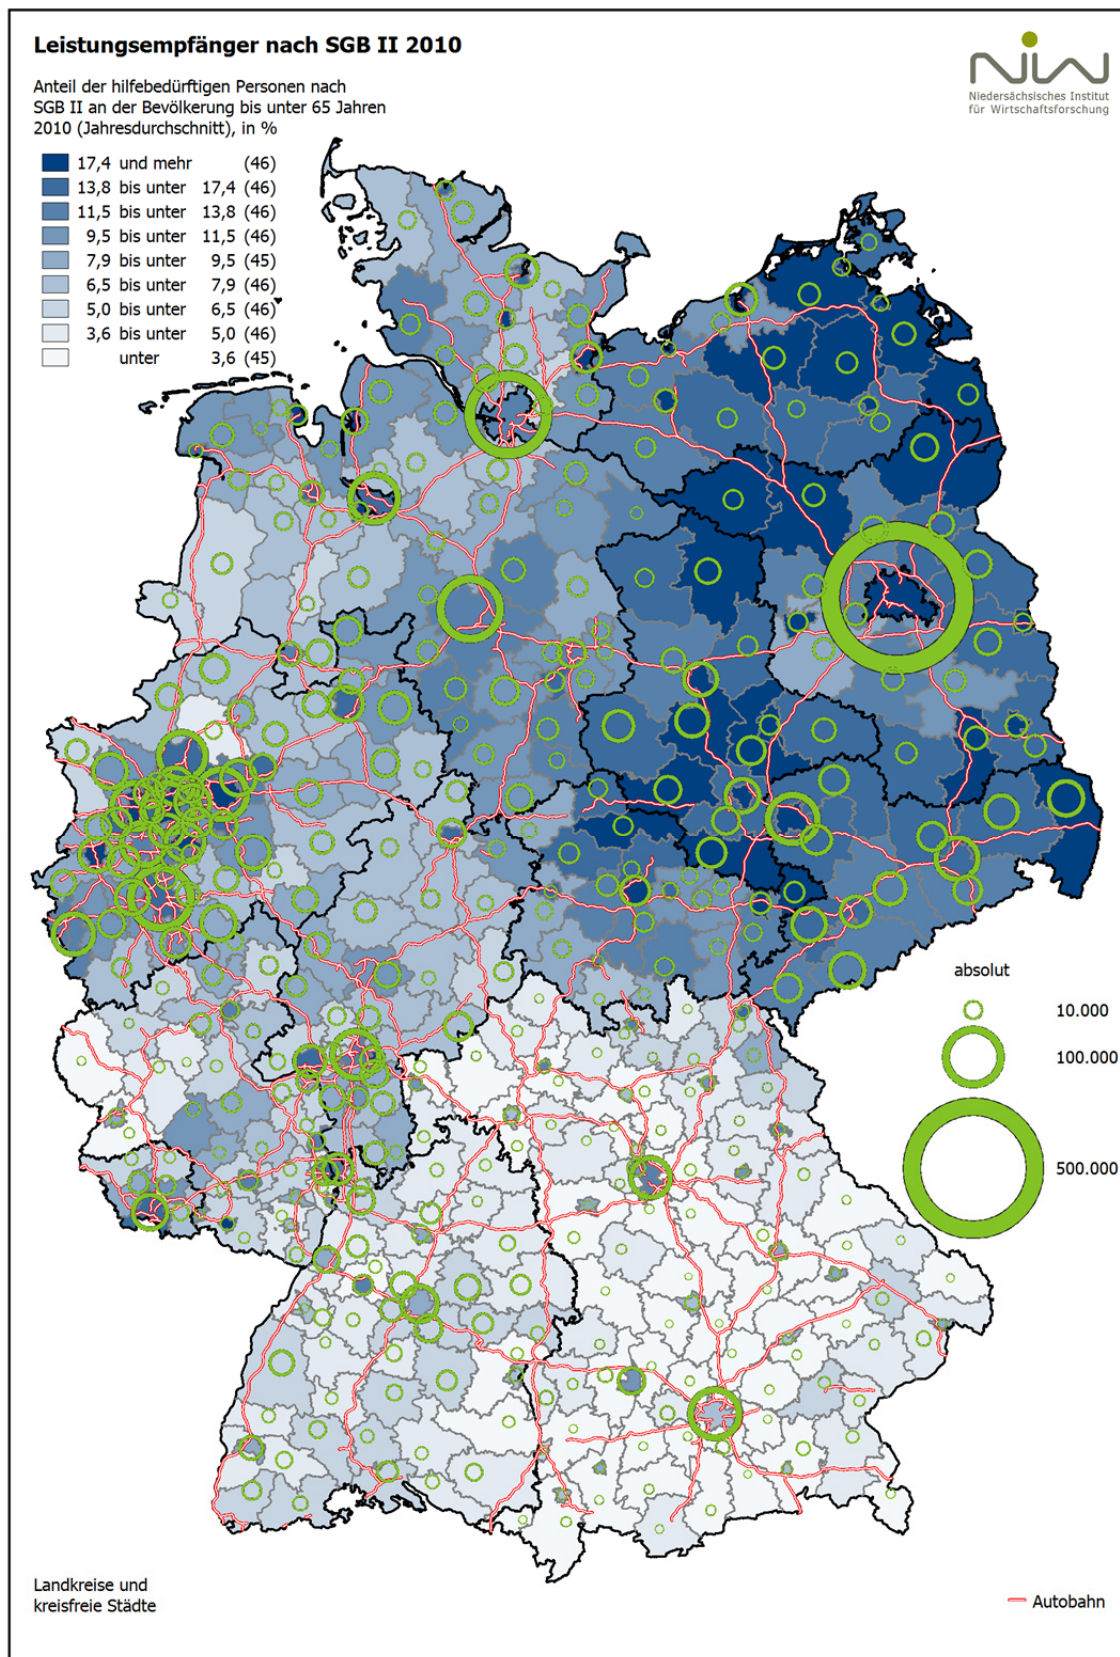 Leistungsempfänger nach SGB II 2010
Anteil der hilfebedürftigen Personen nach
SGB II an der Bevölkerung bis unter 65 Jahren
2010 (Jahresdurchschnitt), in %
17,4 und mehr (46)
13,8 bis unter 17,4 (46)
11,5 bis unter 13,8 (46)
9,5 bis unter 11,5 (46)
7,9 bis unter 9,5 (45)
6,5 bis unter 7,9 (46)
5,0 bis unter 6,5 (46)
3,6 bis unter 5,0 (46)
unter 3,6 (45)
NIW
Niedersächsisches Institut
für Wirtschaftsforschung
absolut
10.000
100.000
500.000
Landkreise und
kreisfreie Städte
Autobahn